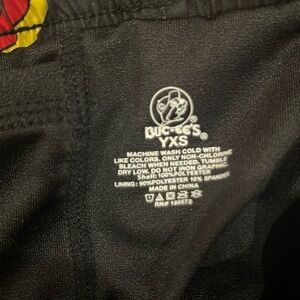 BUC-EE'S®
YXS
MACHINE WASH COLD WITH
LIKE COLORS. ONLY NON-CHLORINE
BLEACH WHEN NEEDED. TUMBLE
DRY LOW. DO NOT IRON GRAPHIC
Shell: 100%POLYESTER
LINING: 90%POLYESTER 10% SPANDEX
MADE IN CHINA